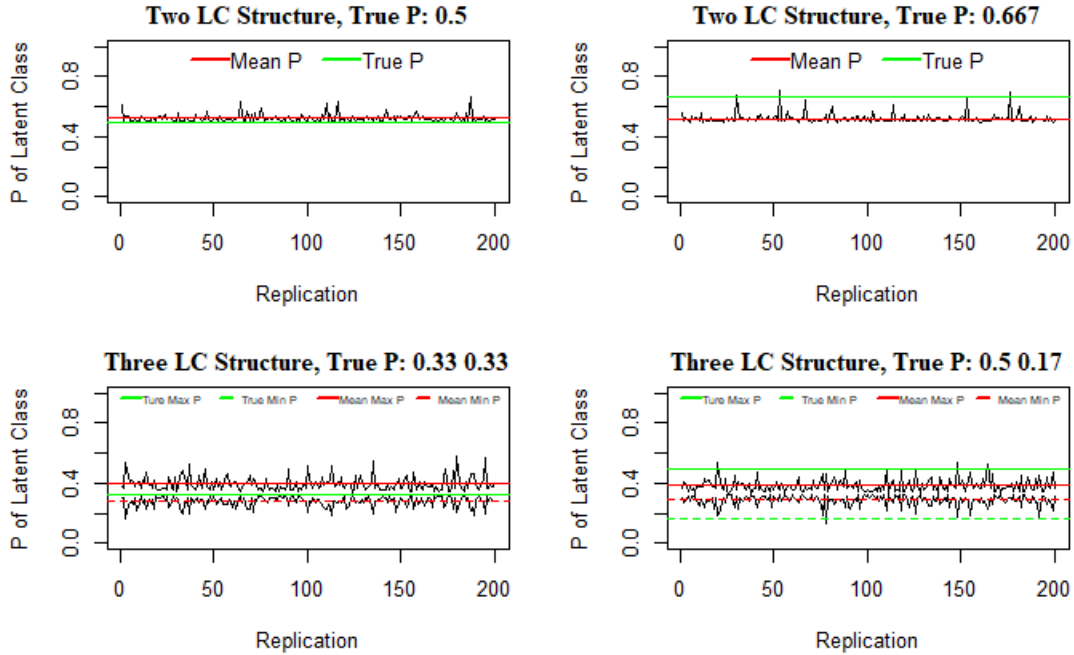 Two LC Structure, True P: 0.5
Mean P True P
P of Latent Class
0.0 0.4 0.8
0 50 100 150 200
Replication
Two LC Structure, True P: 0.667
Mean P True P
P of Latent Class
0.0 0.4 0.8
0 50 100 150 200
Replication
Three LC Structure, True P: 0.33 0.33
Ture Max P True Min P Mean Max P Mean Min P
P of Latent Class
0.0 0.4 0.8
0 50 100 150 200
Replication
Three LC Structure, True P: 0.5 0.17
Ture Max P True Min P Mean Max P Mean Min P
P of Latent Class
0.0 0.4 0.8
0 50 100 150 200
Replication